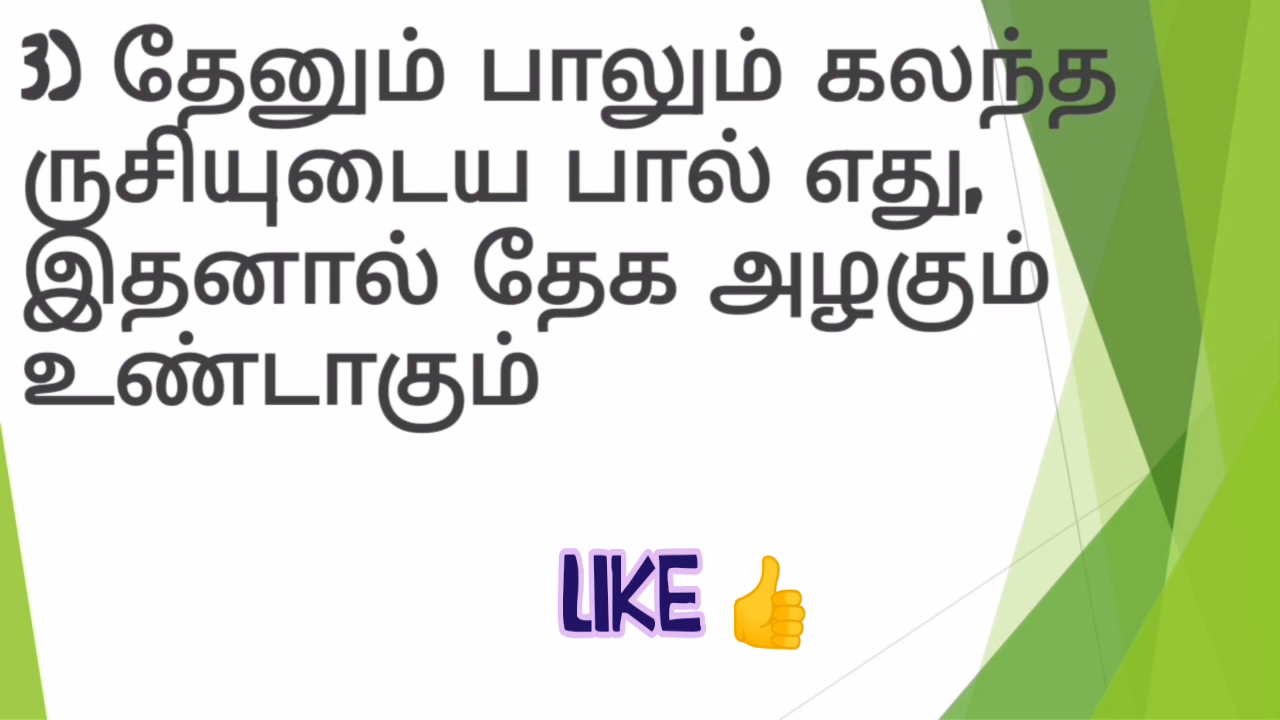 3) தேனும் பாலும் கலந்த
ருசியுடைய பால் எது,
இதனால் தேக அழகும்
உண்டாகும்
LIKE 👍